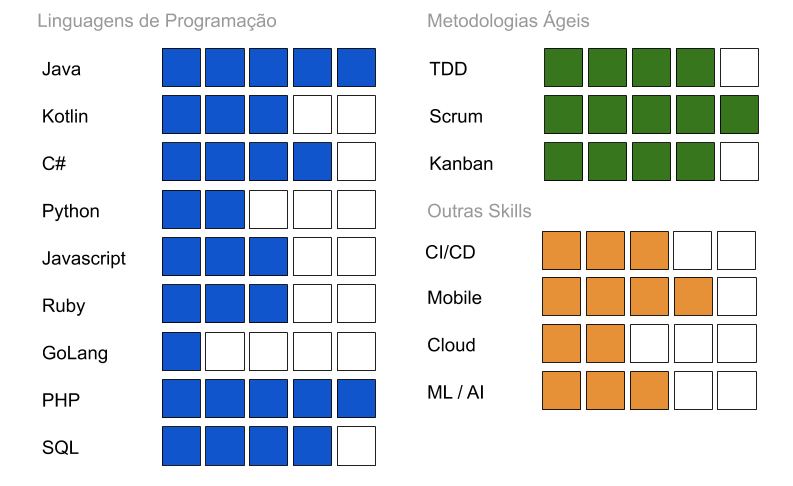 Linguagens de Programação
Java
Kotlin
C#
Python
Javascript
Ruby
GoLang
PHP
SQL
Metodologias Ágeis
TDD
Scrum
Kanban
Outras Skills
CI/CD
Mobile
Cloud
ML / AI